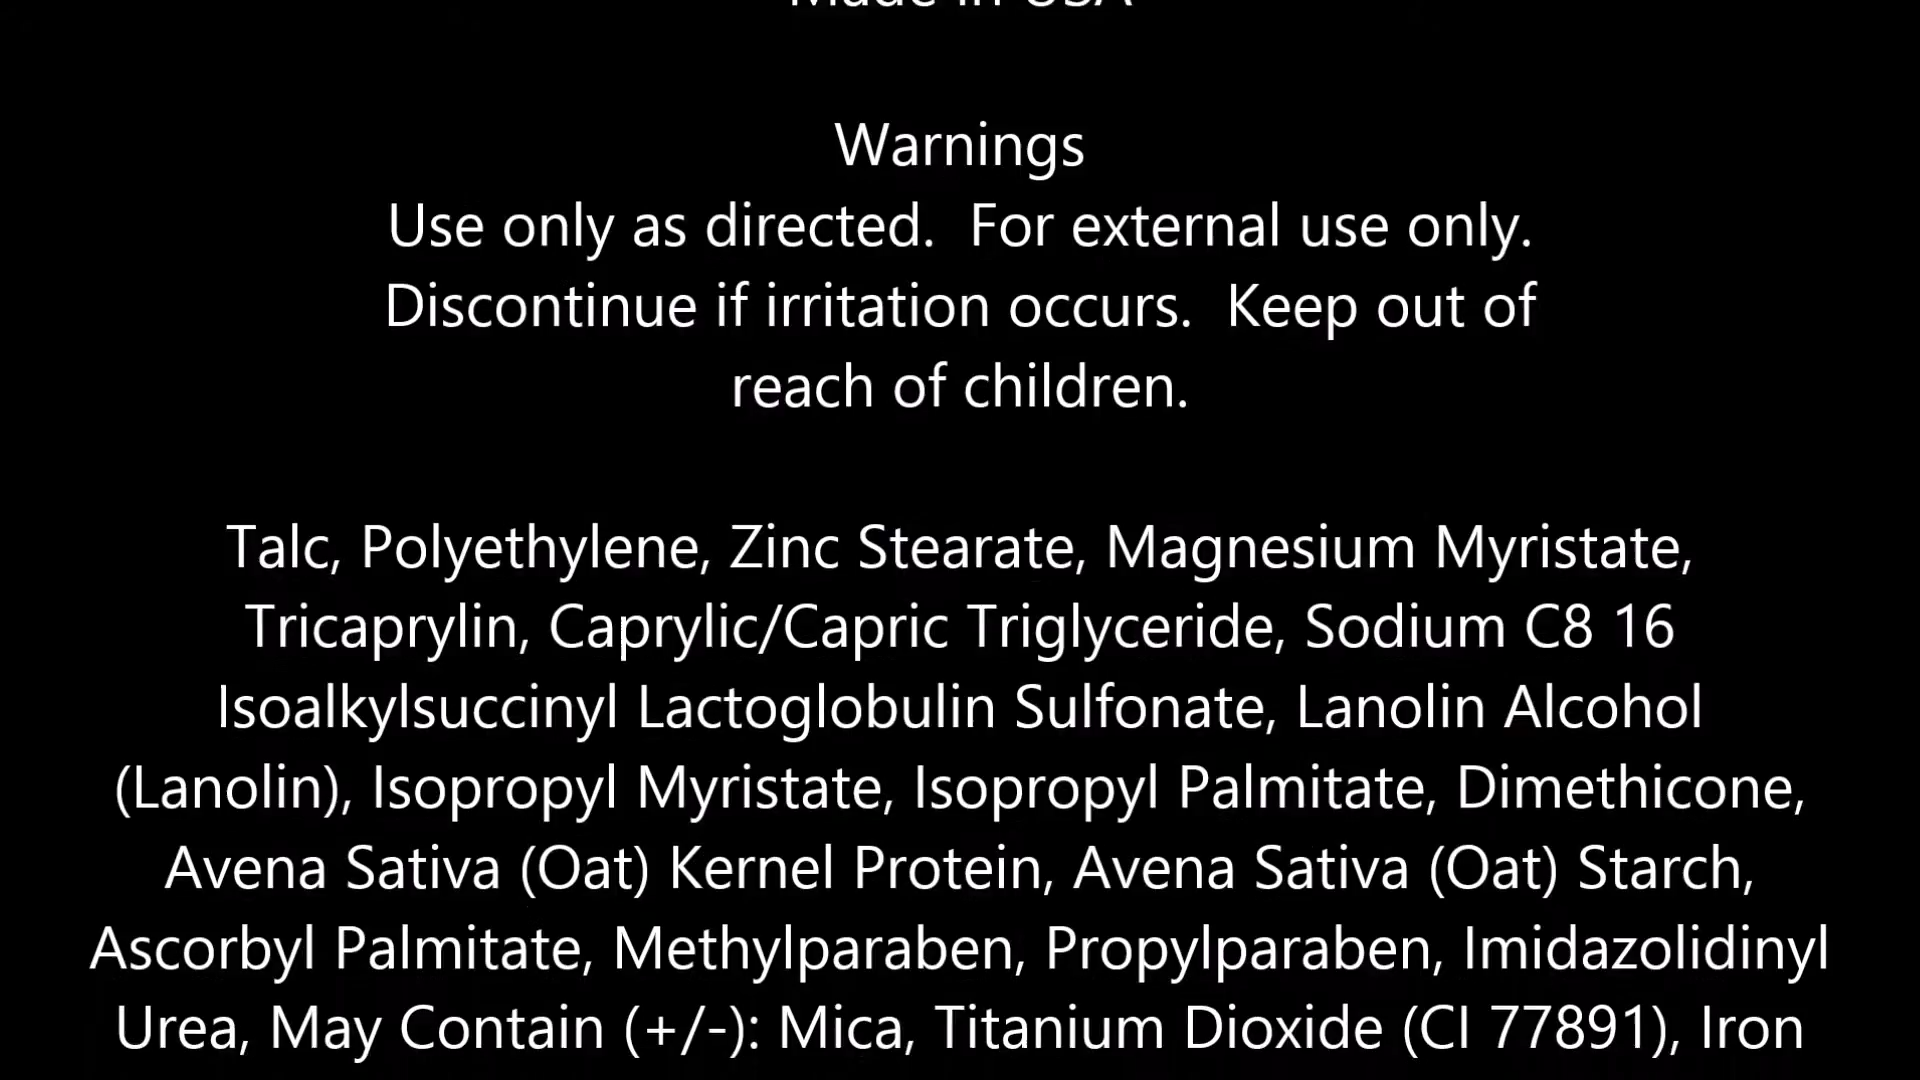 Made in USA
Warnings
Use only as directed.  For external use only.
Discontinue if irritation occurs.  Keep out of
reach of children.
Talc, Polyethylene, Zinc Stearate, Magnesium Myristate,
Tricaprylin, Caprylic/Capric Triglyceride, Sodium C8 16
Isoalkylsuccinyl Lactoglobulin Sulfonate, Lanolin Alcohol
(Lanolin), Isopropyl Myristate, Isopropyl Palmitate, Dimethicone,
Avena Sativa (Oat) Kernel Protein, Avena Sativa (Oat) Starch,
Ascorbyl Palmitate, Methylparaben, Propylparaben, Imidazolidinyl
Urea, May Contain (+/-): Mica, Titanium Dioxide (CI 77891), Iron